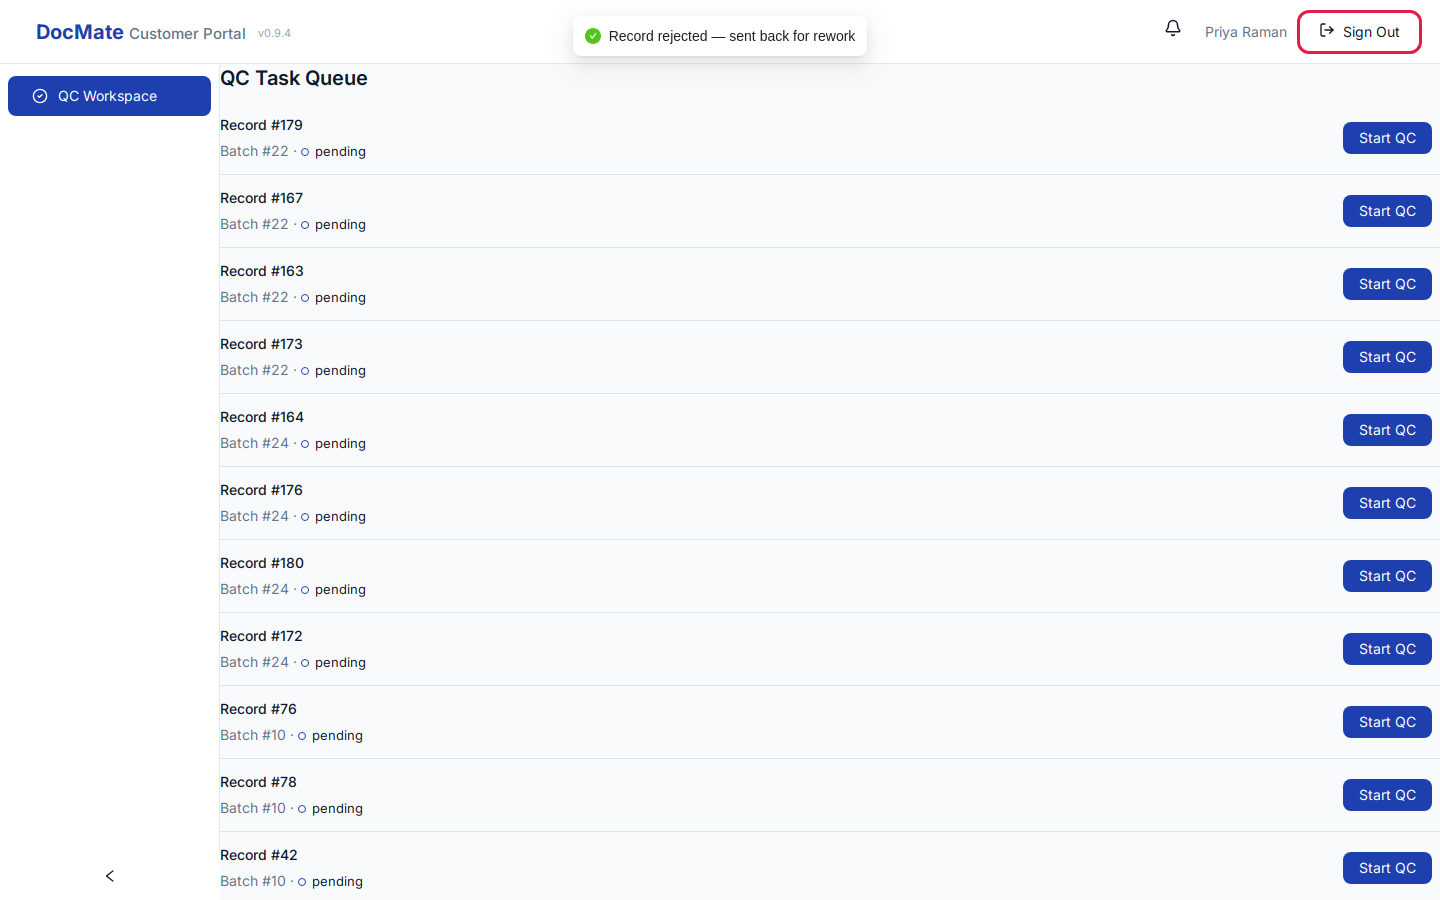 DocMate Customer Portal v0.9.4
Record rejected — sent back for rework
Priya Raman
Sign Out
QC Workspace
QC Task Queue
Record #179
Batch #22 · pending
Start QC
Record #167
Batch #22 · pending
Start QC
Record #163
Batch #22 · pending
Start QC
Record #173
Batch #22 · pending
Start QC
Record #164
Batch #24 · pending
Start QC
Record #176
Batch #24 · pending
Start QC
Record #180
Batch #24 · pending
Start QC
Record #172
Batch #24 · pending
Start QC
Record #76
Batch #10 · pending
Start QC
Record #78
Batch #10 · pending
Start QC
Record #42
Batch #10 · pending
Start QC